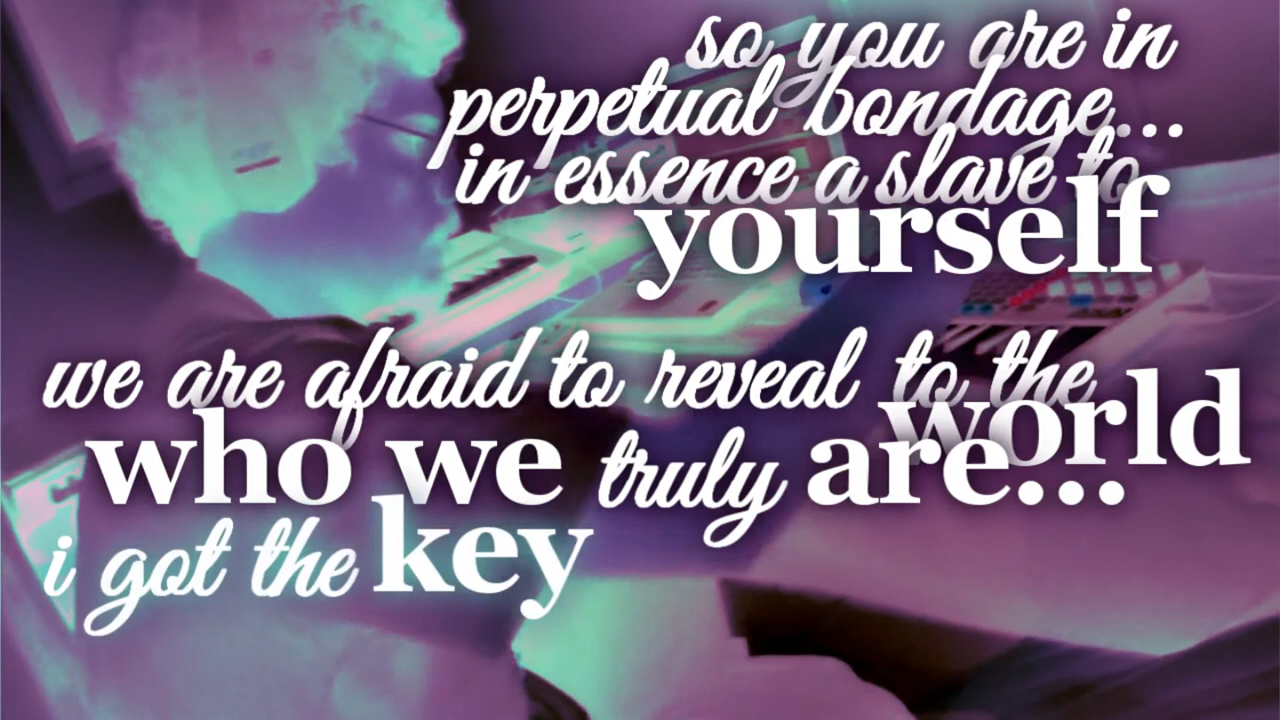 so you are in
perpetual bondage...
in essence a slave to
yourself
we are afraid to reveal to the
world
who we truly are...
i got the key